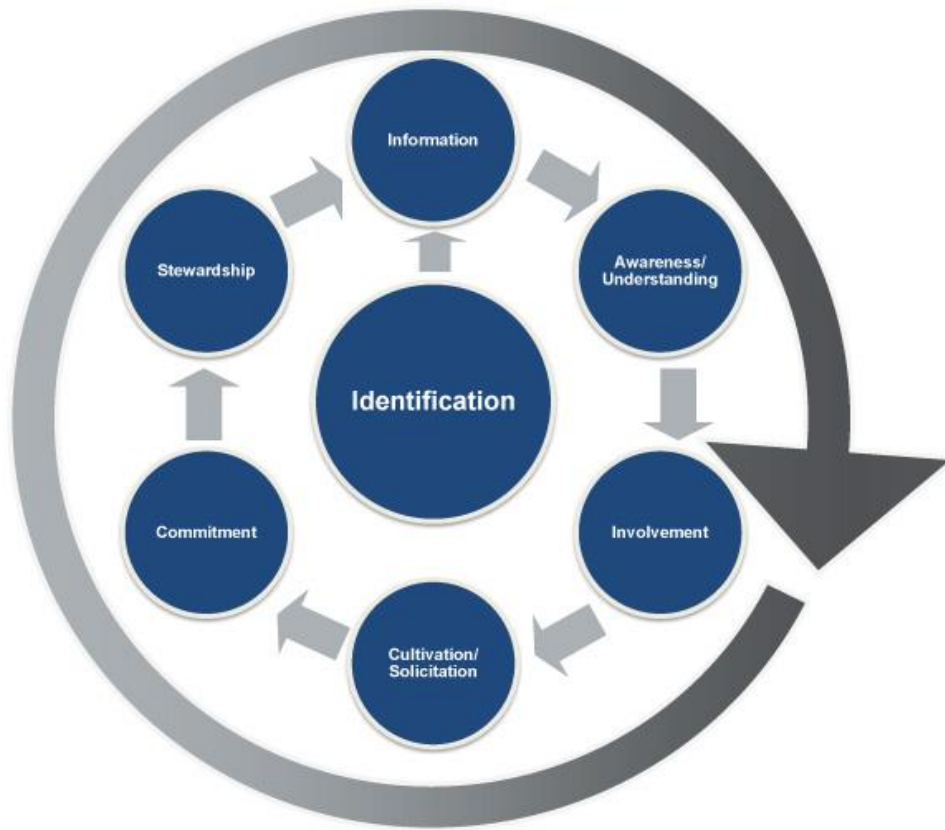 Information
Awareness/
Understanding
Stewardship
Identification
Involvement
Commitment
Cultivation/
Solicitation